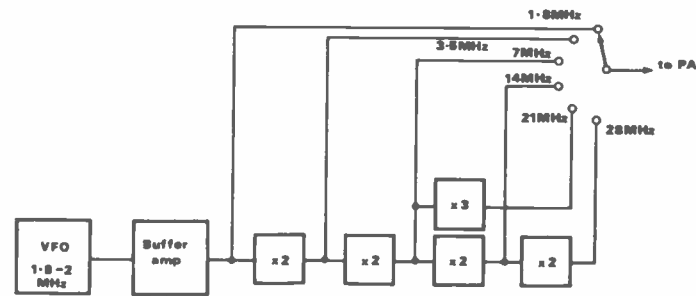 1·8MHz
3·5MHz
7MHz
to PA
14MHz
21MHz
28MHz
x 3
VFO
1·8–2
MHz
Buffer
amp
x 2
x 2
x 2
x 2